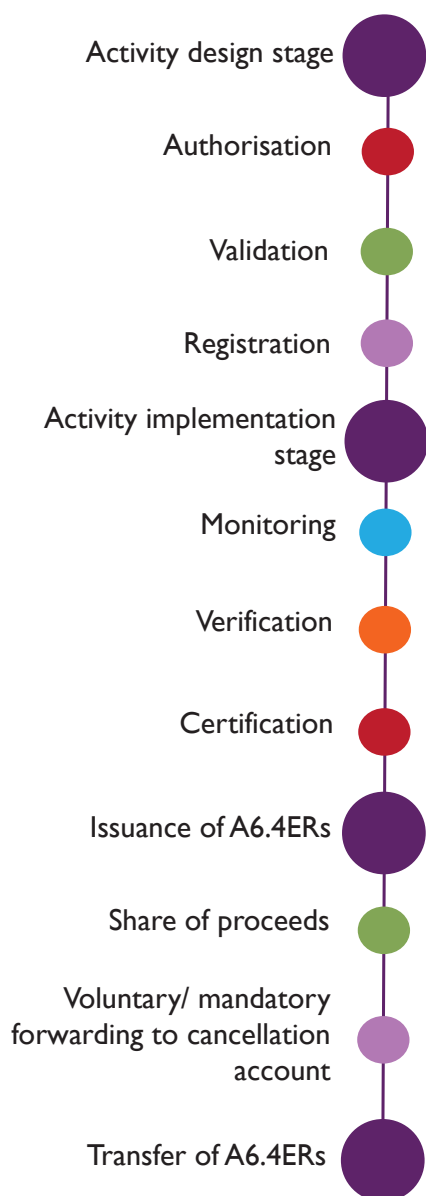 Activity design stage
Authorisation
Validation
Registration
Activity implementation
stage
Monitoring
Verification
Certification
Issuance of A6.4ERs
Share of proceeds
Voluntary/ mandatory
forwarding to cancellation
account
Transfer of A6.4ERs